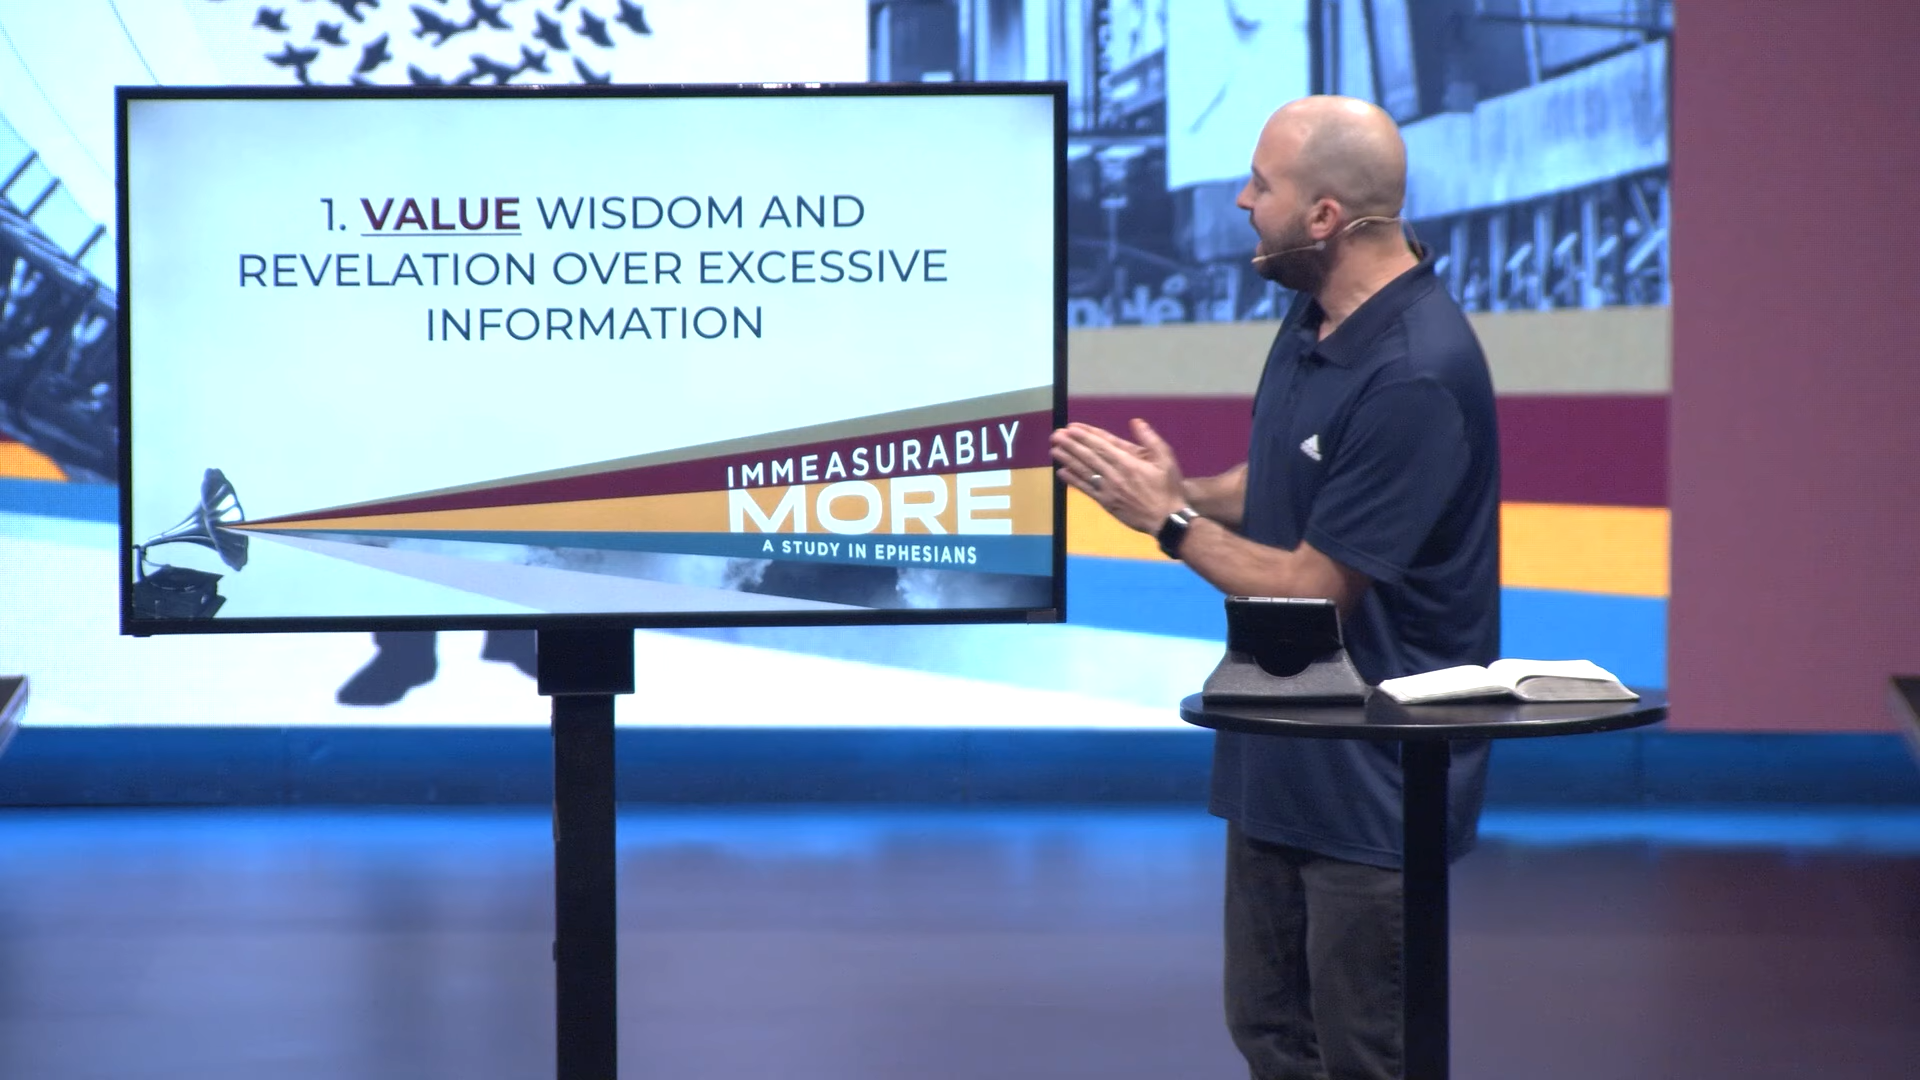 1. VALUE WISDOM AND
REVELATION OVER EXCESSIVE
INFORMATION
IMMEASURABLY
MORE
A STUDY IN EPHESIANS